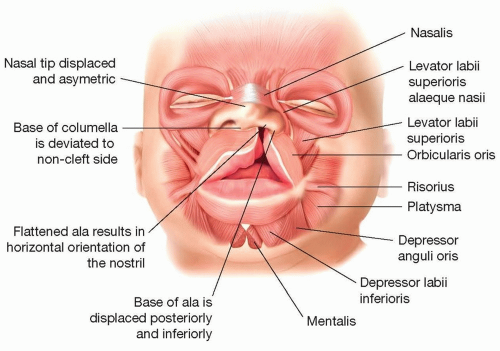 Nasal tip displaced
and asymetric
Base of columella
is deviated to
non-cleft side
Flattened ala results in
horizontal orientation of
the nostril
Base of ala is
displaced posteriorly
and inferiorly
Nasalis
Levator labii
superioris
alaeque nasii
Levator labii
superioris
Orbicularis oris
Risorius
Platysma
Depressor
anguli oris
Depressor labii
inferioris
Mentalis